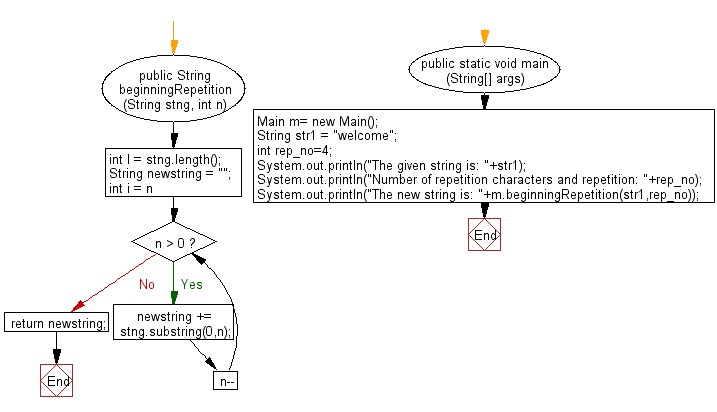 public String
beginningRepetition
(String stng, int n)
int l = stng.length();
String newstring = "";
int i = n
n > 0 ?
No
Yes
return newstring;
newstring +=
stng.substring(0,n);
End
n--
public static void main
(String[] args)
Main m= new Main();
String str1 = "welcome";
int rep_no=4;
System.out.println("The given string is: "+str1);
System.out.println("Number of repetition characters and repetition: "+rep_no);
System.out.println("The new string is: "+m.beginningRepetition(str1,rep_no));
End